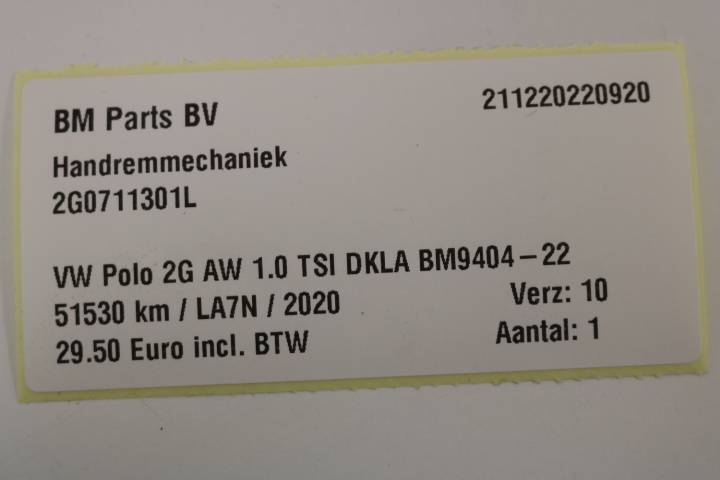 BM Parts BV 211220220920
Handremmechaniek
2G0711301L
VW Polo 2G AW 1.0 TSI DKLA BM9404-22
51530 km / LA7N / 2020 Verz: 10
29.50 Euro incl. BTW Aantal: 1